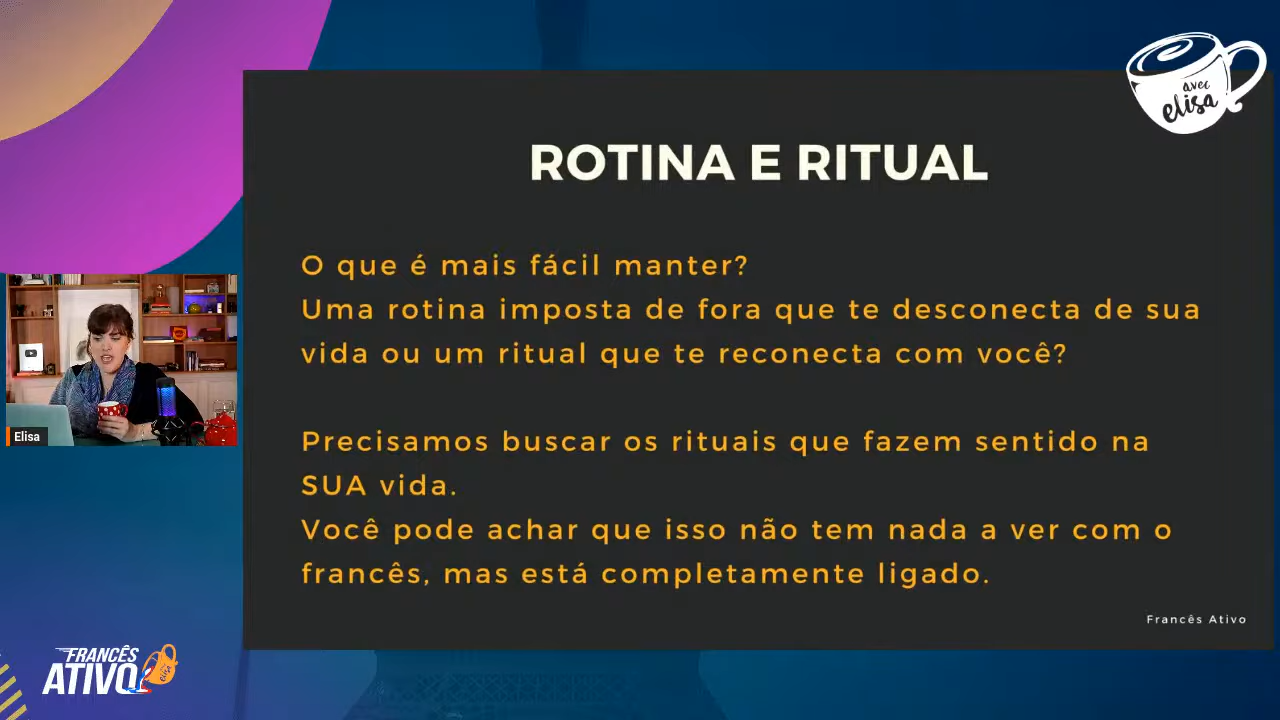 avec
elisa
ROTINA E RITUAL
O que é mais fácil manter?
Uma rotina imposta de fora que te desconecta de sua
vida ou um ritual que te reconecta com você?
Precisamos buscar os rituais que fazem sentido na
SUA vida.
Você pode achar que isso não tem nada a ver com o
francês, mas está completamente ligado.
Francês Ativo
Elisa
FRANCÊS
ATIVO
elisa